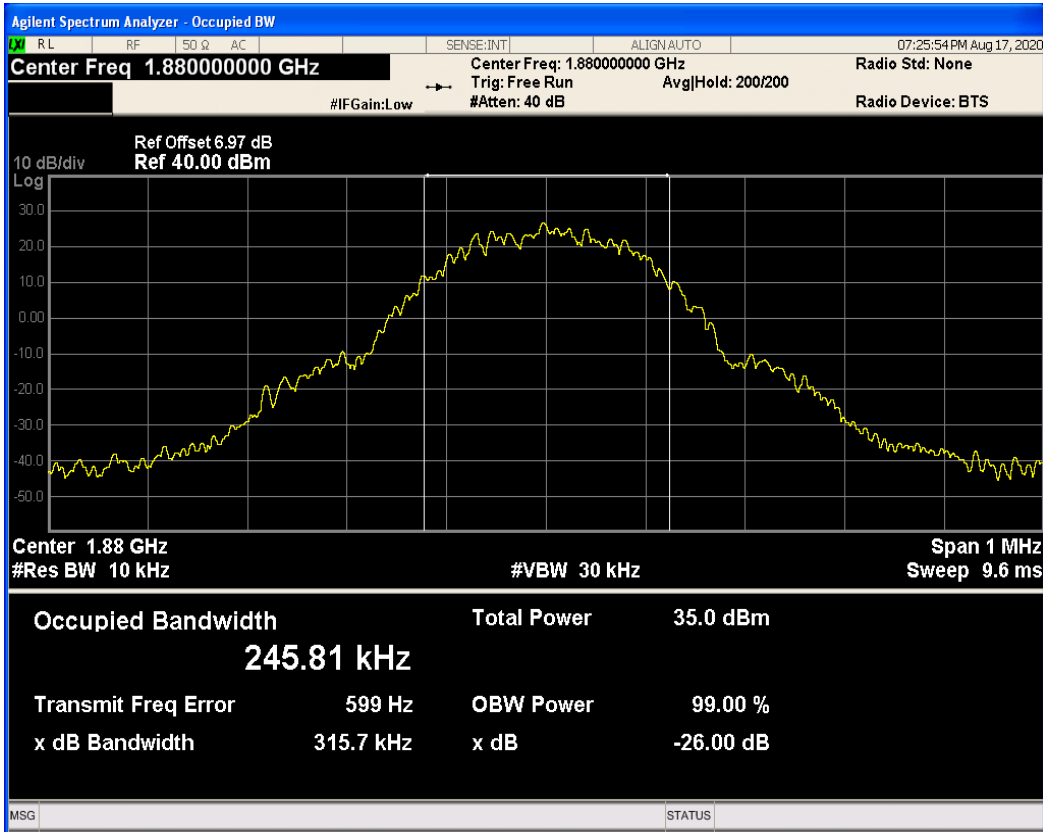 Agilent Spectrum Analyzer - Occupied BW
LXI RL RF 50 Ω AC SENSE:INT ALIGN AUTO 07:25:54 PM Aug 17, 2020
Center Freq 1.880000000 GHz Center Freq: 1.880000000 GHz Radio Std: None
Trig: Free Run Avg|Hold: 200/200
#IFGain:Low #Atten: 40 dB Radio Device: BTS
Ref Offset 6.97 dB
10 dB/div Ref 40.00 dBm
Log
30.0
20.0
10.0
0.00
-10.0
-20.0
-30.0
-40.0
-50.0
Center 1.88 GHz Span 1 MHz
#Res BW 10 kHz #VBW 30 kHz Sweep 9.6 ms
Occupied Bandwidth Total Power 35.0 dBm
245.81 kHz
Transmit Freq Error 599 Hz OBW Power 99.00 %
x dB Bandwidth 315.7 kHz x dB -26.00 dB
MSG STATUS